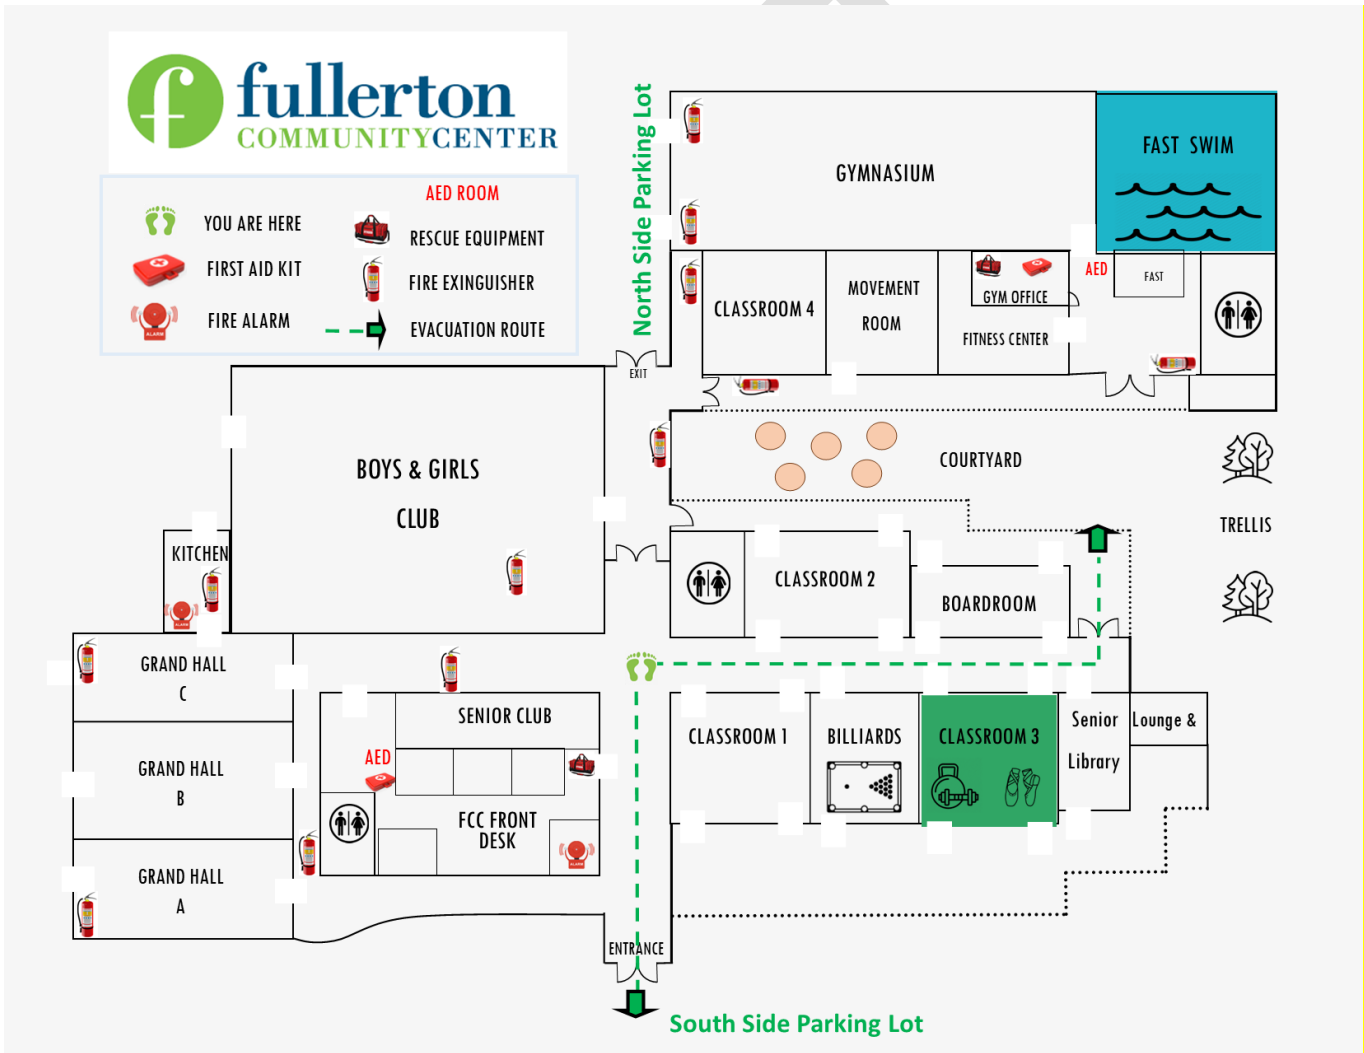 f fullerton
COMMUNITYCENTER
AED ROOM
YOU ARE HERE
RESCUE EQUIPMENT
FIRST AID KIT
FIRE EXINGUISHER
FIRE ALARM
EVACUATION ROUTE
North Side Parking Lot
GYMNASIUM
FAST SWIM
CLASSROOM 4
MOVEMENT
ROOM
GYM OFFICE
FITNESS CENTER
AED
FAST
EXIT
BOYS & GIRLS
CLUB
COURTYARD
TRELLIS
KITCHEN
ALARM
CLASSROOM 2
BOARDROOM
GRAND HALL
C
GRAND HALL
B
GRAND HALL
A
SENIOR CLUB
AED
FCC FRONT
DESK
ALARM
CLASSROOM 1
BILLIARDS
CLASSROOM 3
Senior
Library
Lounge &
ENTRANCE
South Side Parking Lot